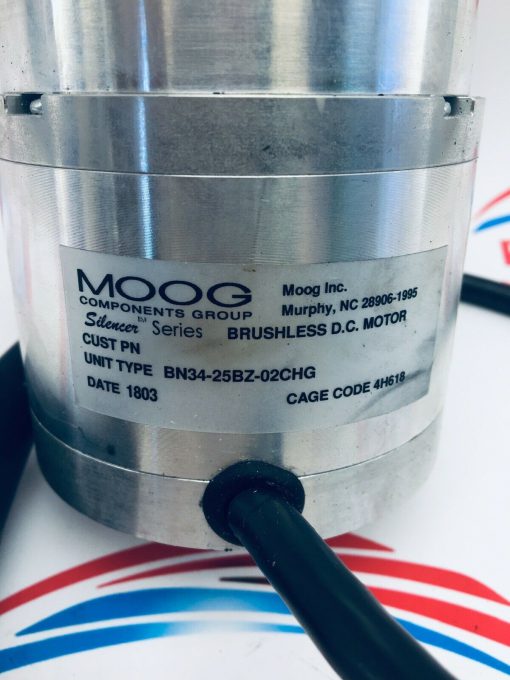 MOOG
COMPONENTS GROUP
Moog Inc.
Murphy, NC 28906-1995
Silencer™ Series BRUSHLESS D.C. MOTOR
CUST PN
UNIT TYPE BN34-25BZ-02CHG
DATE 1803 CAGE CODE 4H618